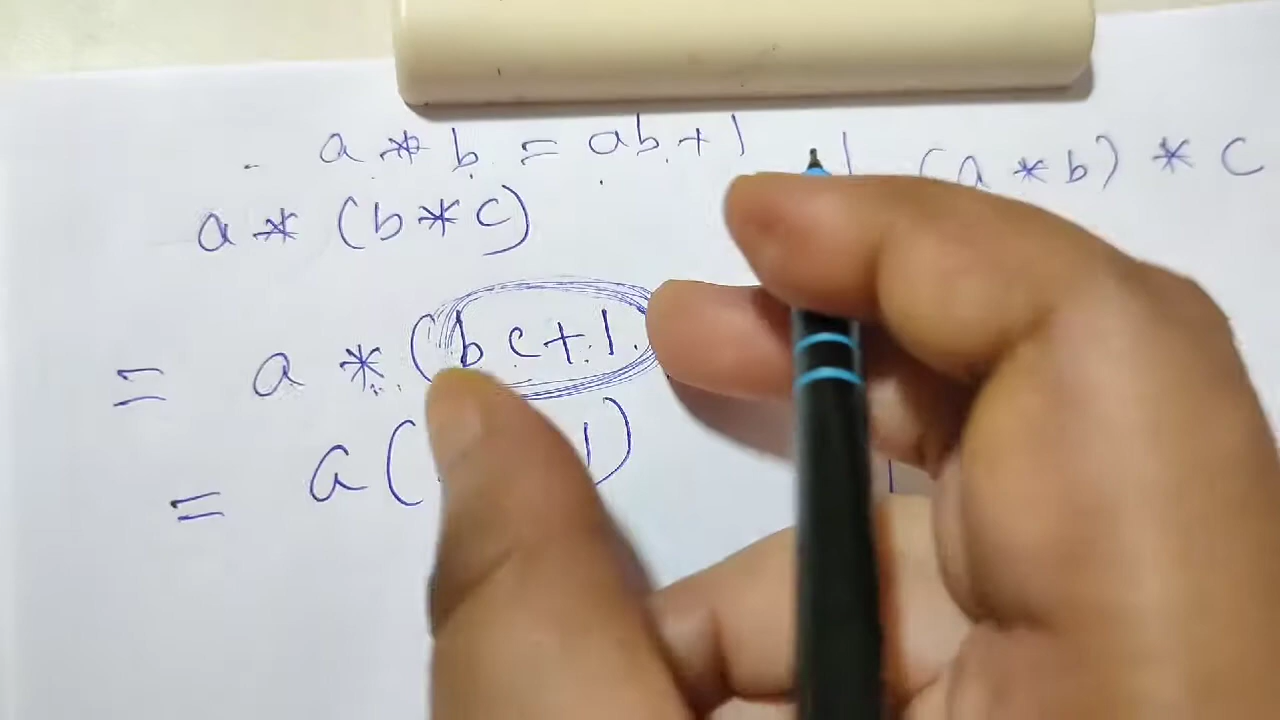 a * b = ab + 1
a * (b * c)
(a * b) * c
= a * (bc + 1
= a ( 1)